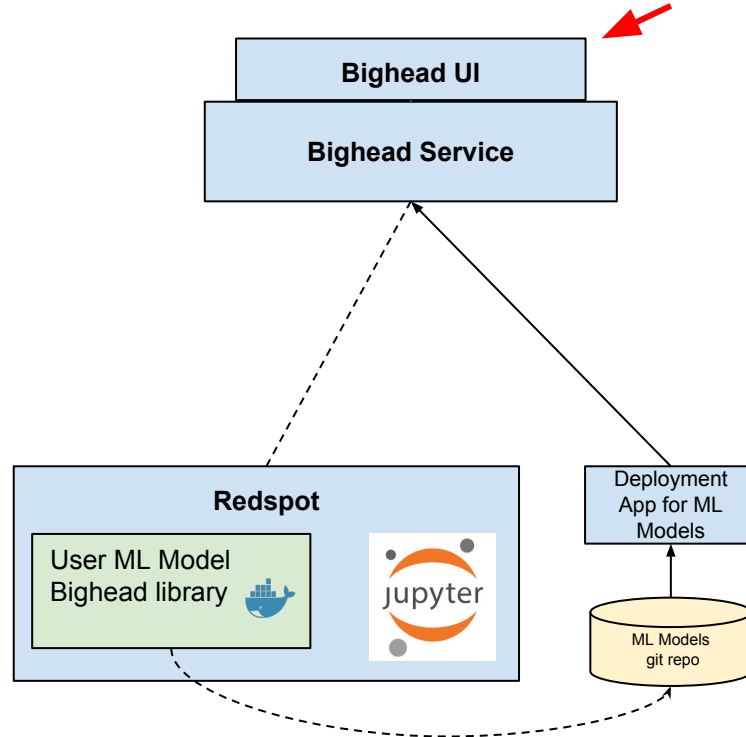 Bighead UI
Bighead Service
Redspot
User ML Model
Bighead library
jupyter
Deployment
App for ML
Models
ML Models
git repo